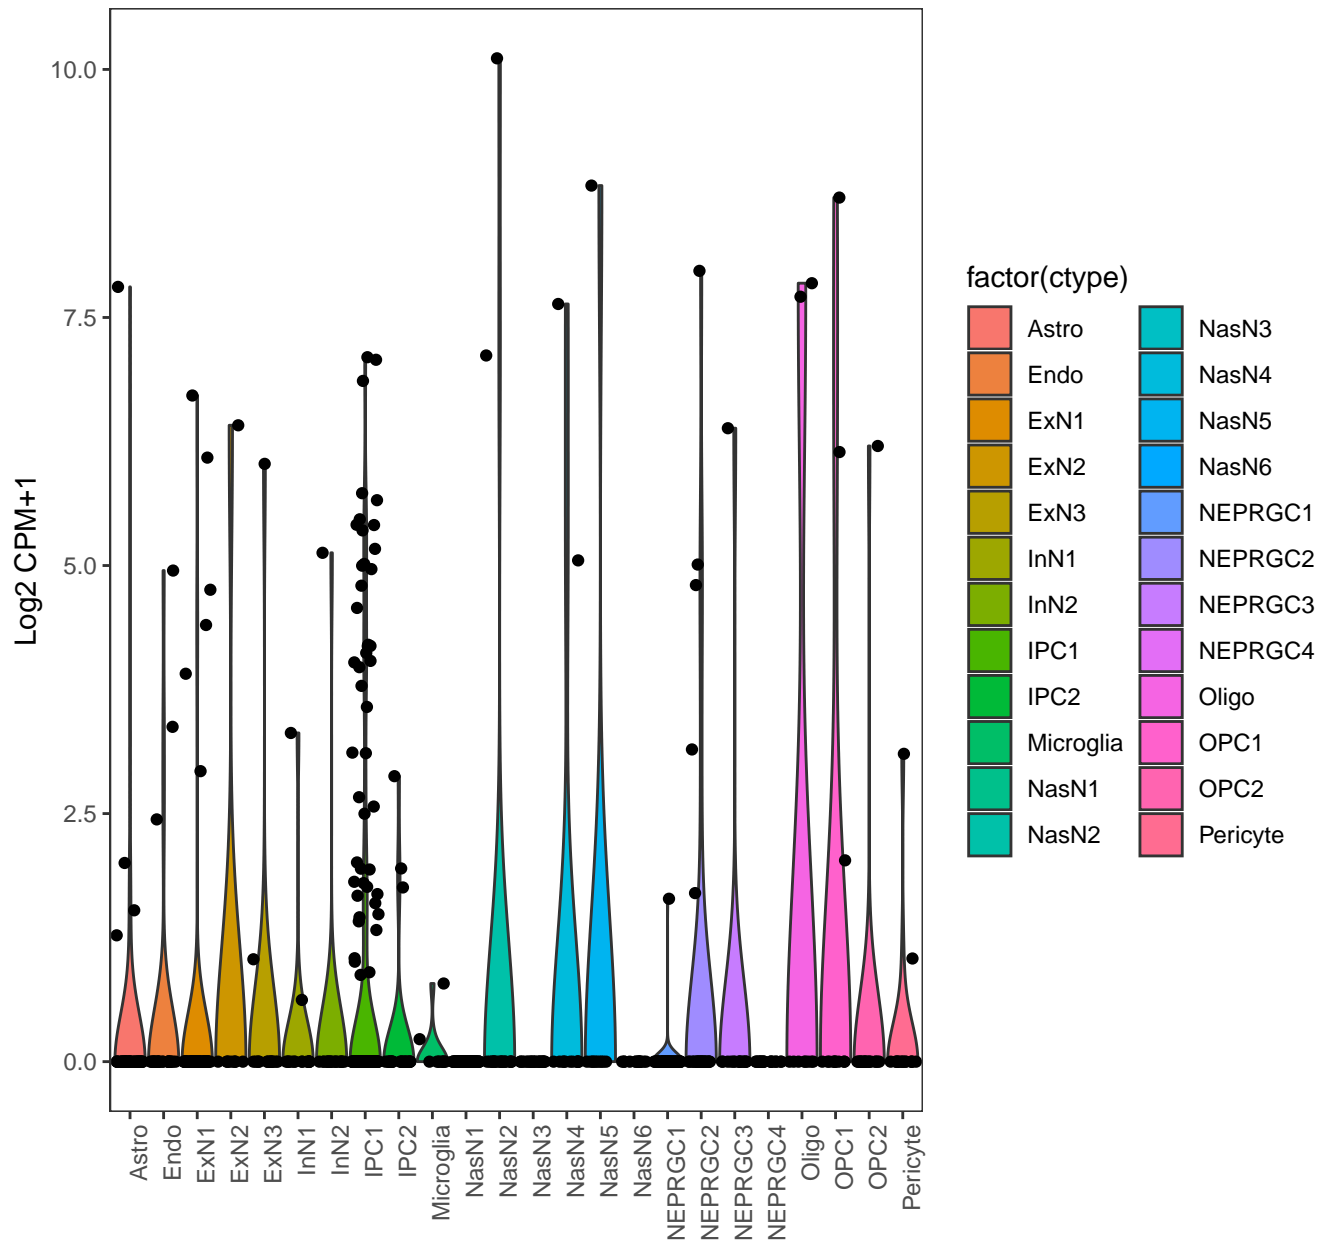 10.0
7.5
5.0
2.5
0.0
Log2 CPM+1
Astro
Endo
ExN1
ExN2
ExN3
InN1
InN2
IPC1
IPC2
Microglia
NasN1
NasN2
NasN3
NasN4
NasN5
NasN6
NEPRGC1
NEPRGC2
NEPRGC3
NEPRGC4
Oligo
OPC1
OPC2
Pericyte
factor(ctype)
Astro
Endo
ExN1
ExN2
ExN3
InN1
InN2
IPC1
IPC2
Microglia
NasN1
NasN2
NasN3
NasN4
NasN5
NasN6
NEPRGC1
NEPRGC2
NEPRGC3
NEPRGC4
Oligo
OPC1
OPC2
Pericyte